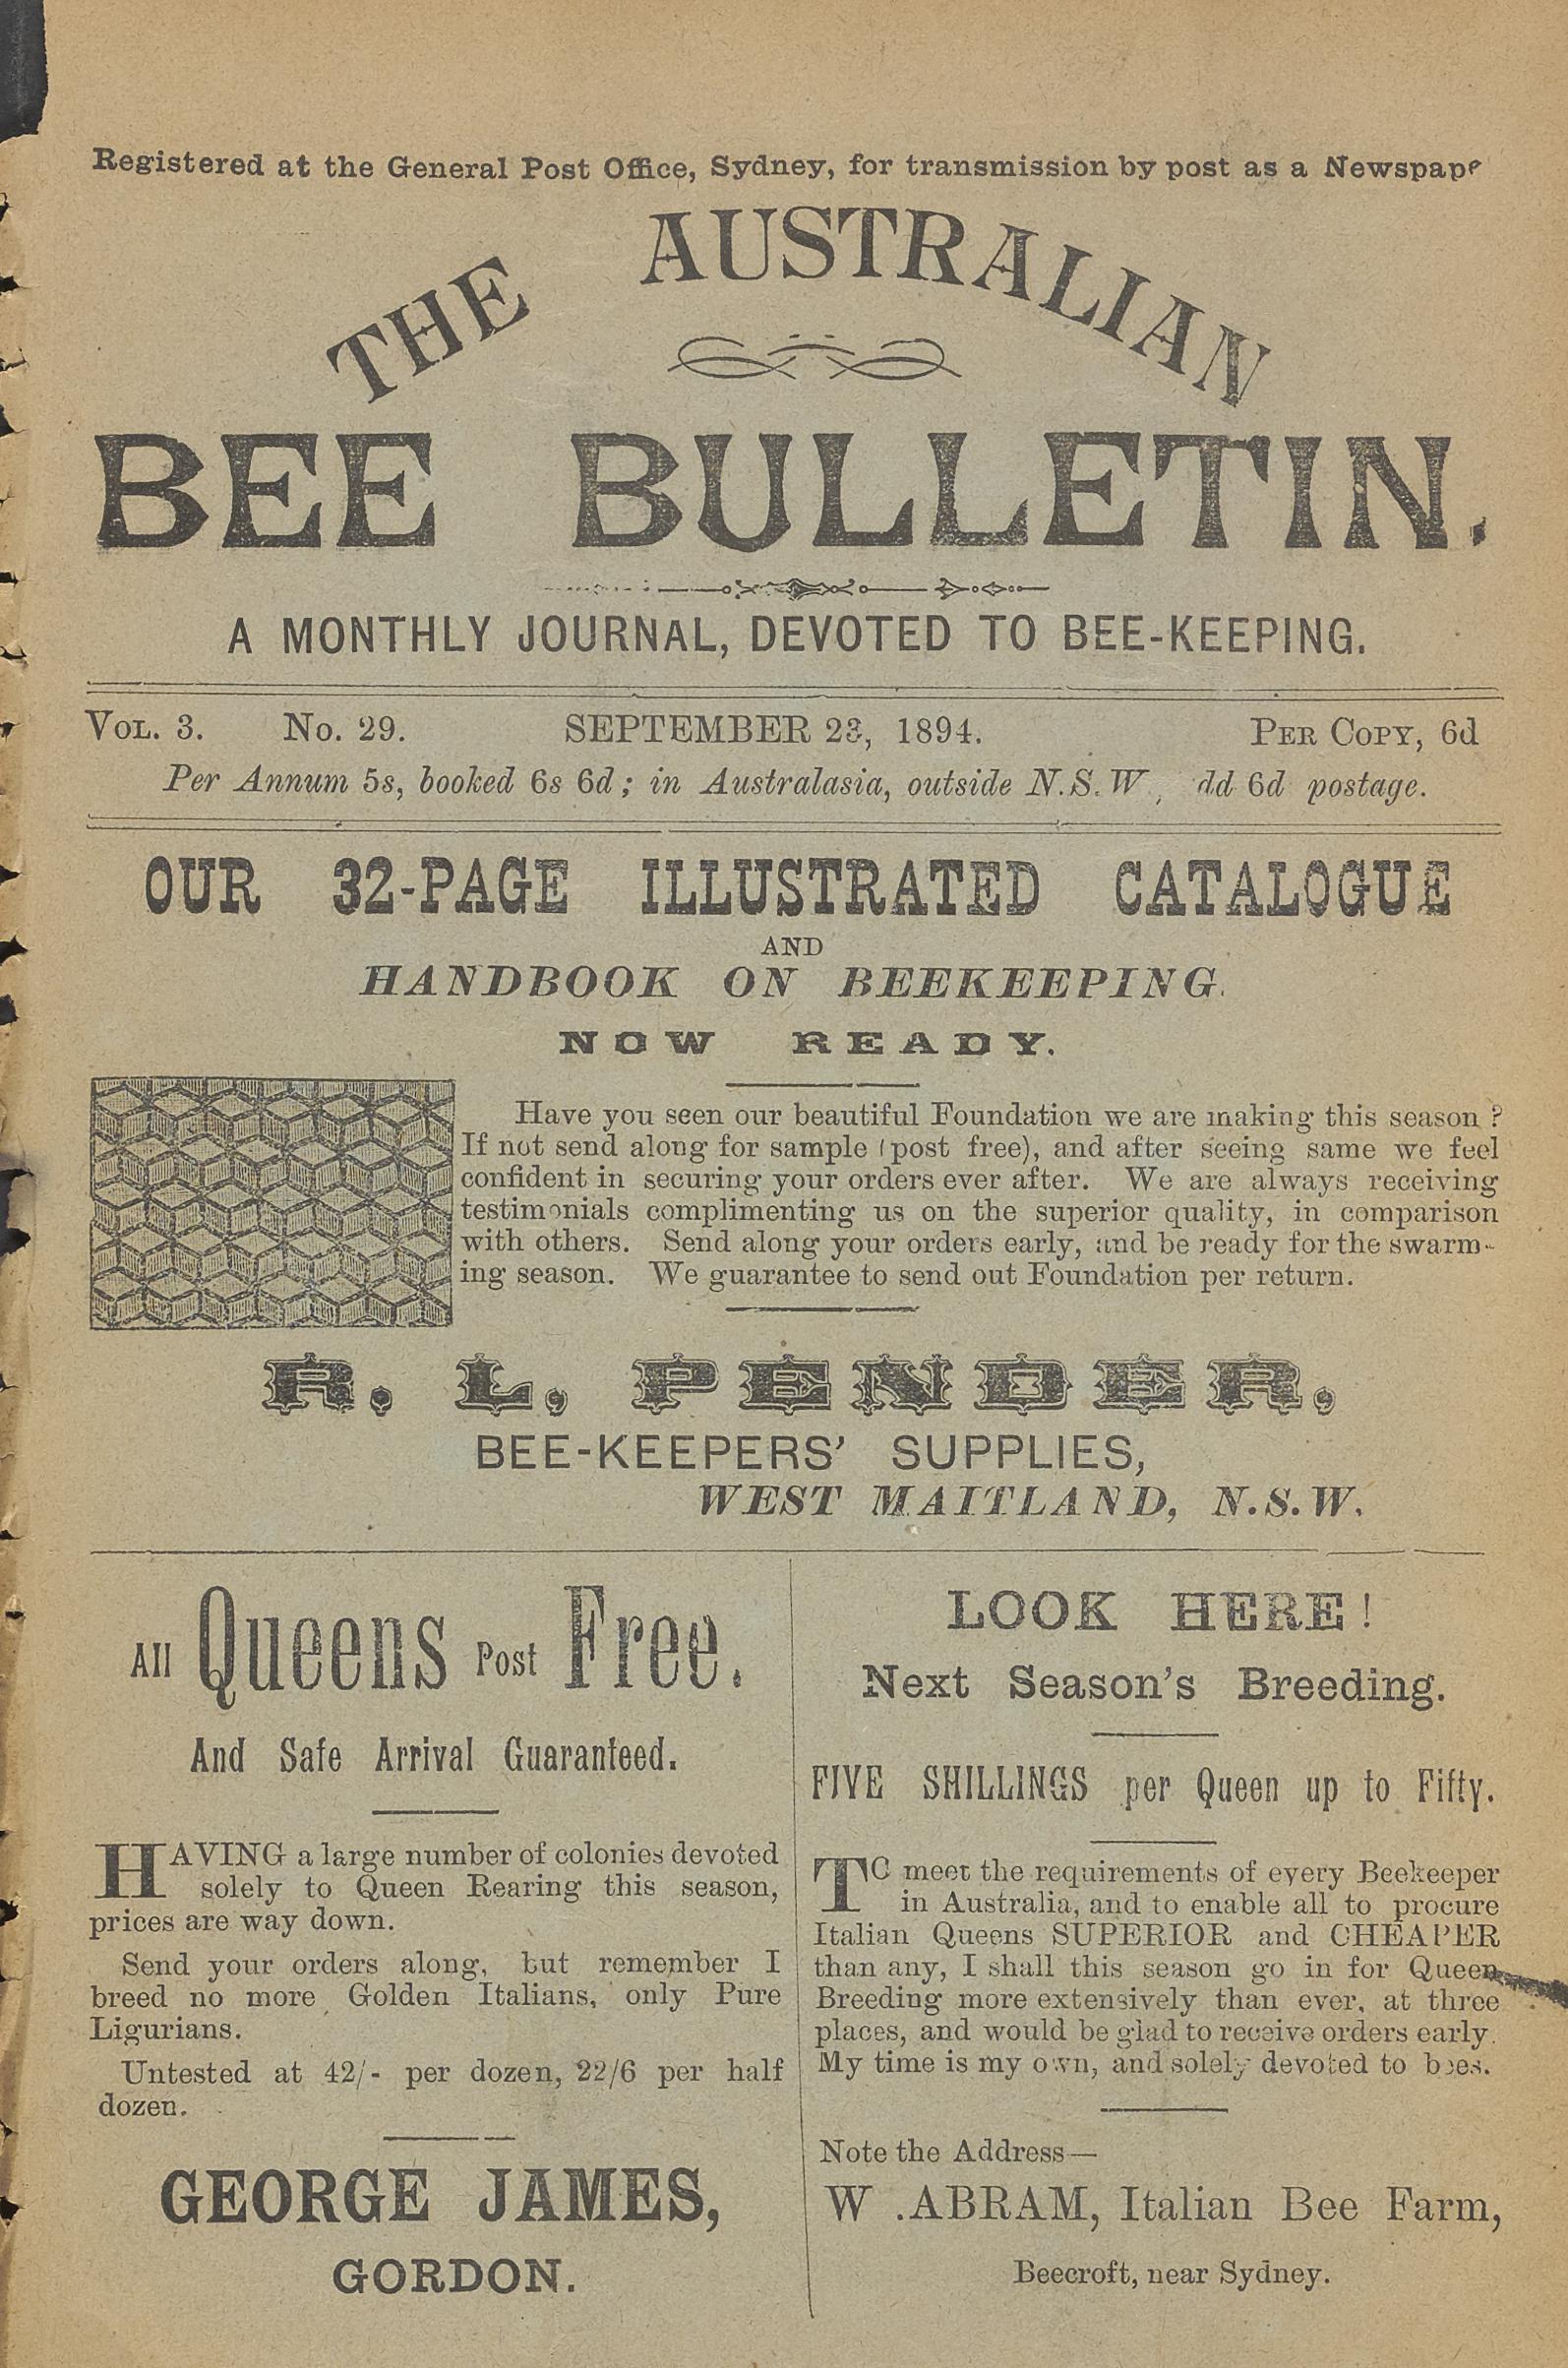 Registered at the General Post Office, Sydney, for transmission by post as a Newspape
THE AUSTRALIAN
BEE BULLETIN.
A MONTHLY JOURNAL, DEVOTED TO BEE-KEEPING.
VOL. 3. No. 29. SEPTEMBER 23, 1894. PER COPY, 6d
Per Annum 5s, booked 6s 6d; in Australasia, outside N.S.W, dd 6d postage.
OUR 32-PAGE ILLUSTRATED CATALOGUE
AND
HANDBOOK ON BEEKEEPING.
NOW READY.
Have you seen our beautiful Foundation we are making this season?
If not send along for sample (post free), and after seeing same we feel
confident in securing your orders ever after. We are always receiving
testimonials complimenting us on the superior quality, in comparison
with others. Send along your orders early, and be ready for the swarm-
ing season. We guarantee to send out Foundation per return.
R. L. PENDER,
BEE-KEEPERS' SUPPLIES,
WEST MAITLAND, N.S.W.
All Queens Post Free.
And Safe Arrival Guaranteed.
HAVING a large number of colonies devoted
solely to Queen Rearing this season,
prices are way down.
Send your orders along, but remember I
breed no more Golden Italians, only Pure
Ligurians.
Untested at 42/- per dozen, 22/6 per half
dozen.
GEORGE JAMES,
GORDON.
LOOK HERE!
Next Season's Breeding.
FIVE SHILLINGS per Queen up to Fifty.
TO meet the requirements of every Beekeeper
in Australia, and to enable all to procure
Italian Queens SUPERIOR and CHEAPER
than any, I shall this season go in for Queen
Breeding more extensively than ever, at three
places, and would be glad to receive orders early.
My time is my own, and solely devoted to bees.
Note the Address—
W .ABRAM, Italian Bee Farm,
Beecroft, near Sydney.